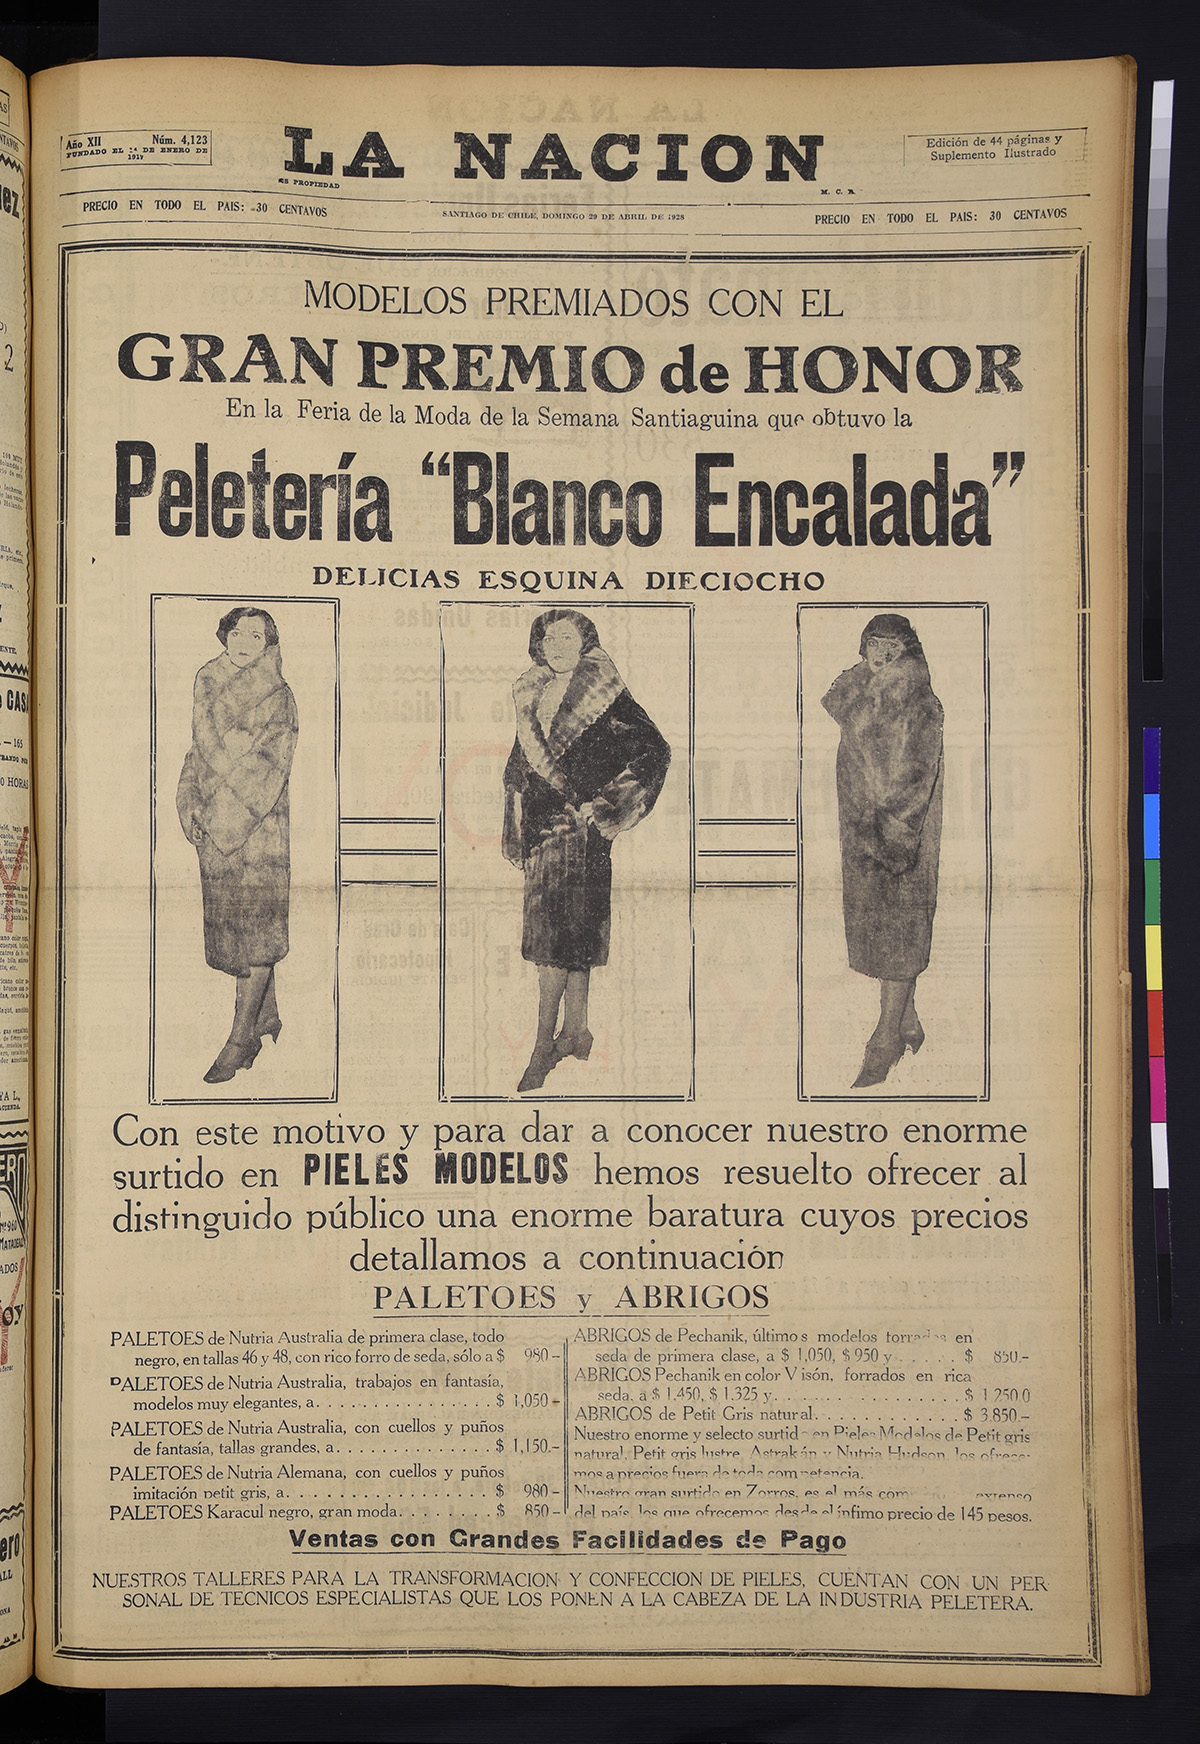 Año XII Núm. 4,123
FUNDADO EL 14 DE ENERO DE
1917
LA NACION
ES PROPIEDAD
M. C. R.
Edición de 44 páginas y
Suplemento Ilustrado
PRECIO EN TODO EL PAIS: 30 CENTAVOS
SANTIAGO DE CHILE, DOMINGO 29 DE ABRIL DE 1928
PRECIO EN TODO EL PAIS: 30 CENTAVOS
MODELOS PREMIADOS CON EL
GRAN PREMIO de HONOR
En la Feria de la Moda de la Semana Santiaguina que obtuvo la
Peletería “Blanco Encalada”
DELICIAS ESQUINA DIECIOCHO
Con este motivo y para dar a conocer nuestro enorme
surtido en PIELES MODELOS hemos resuelto ofrecer al
distinguido público una enorme baratura cuyos precios
detallamos a continuación
PALETOES y ABRIGOS
PALETOES de Nutria Australia de primera clase, todo
negro, en tallas 46 y 48, con rico forro de seda, sólo a $ 980-
PALETOES de Nutria Australia, trabajos en fantasía,
modelos muy elegantes, a. . . . . . . . . . . . . . . . $ 1,050-
PALETOES de Nutria Australia, con cuellos y puños
de fantasía, tallas grandes, a. . . . . . . . . . . . . . $ 1,150.-
PALETOES de Nutria Alemana, con cuellos y puños
imitación petit gris, a. . . . . . . . . . . . . . . . . . $ 980-
PALETOES Karacul negro, gran moda. . . . . . . . $ 850-
ABRIGOS de Pechanik, últimos modelos forrados en
seda de primera clase, a $ 1,050, $ 950 y . . . . . $ 850.-
ABRIGOS Pechanik en color Visón, forrados en rica
seda, a $ 1.450, $ 1.325 y. . . . . . . . . . . . . . . . $ 1 250.0
ABRIGOS de Petit Gris natural. . . . . . . . . . . . $ 3.850.-
Nuestro enorme y selecto surtido en Pieles Modelos de Petit gris
natural, Petit gris lustre, Astrakán y Nutria Hudson, los ofrece-
mos a precios fuera de toda competencia.
Nuestro gran surtido en Zorros, es el más com extenso
del país, los que ofrecemos desde el ínfimo precio de 145 pesos.
Ventas con Grandes Facilidades de Pago
NUESTROS TALLERES PARA LA TRANSFORMACION Y CONFECCION DE PIELES, CUENTAN CON UN PER
SONAL DE TECNICOS ESPECIALISTAS QUE LOS PONEN A LA CABEZA DE LA INDUSTRIA PELETERA.